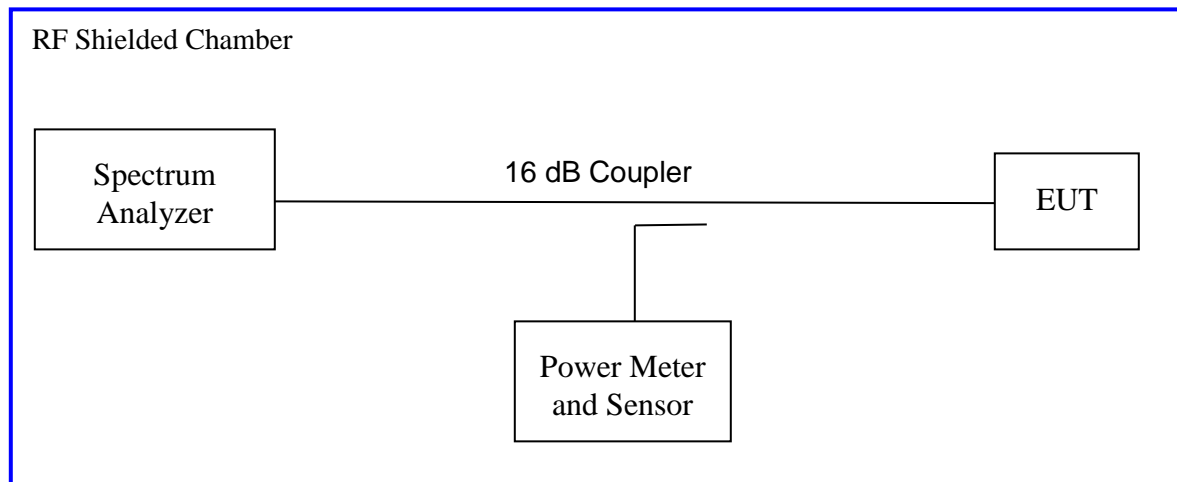 RF Shielded Chamber
Spectrum
Analyzer
16 dB Coupler
EUT
Power Meter
and Sensor